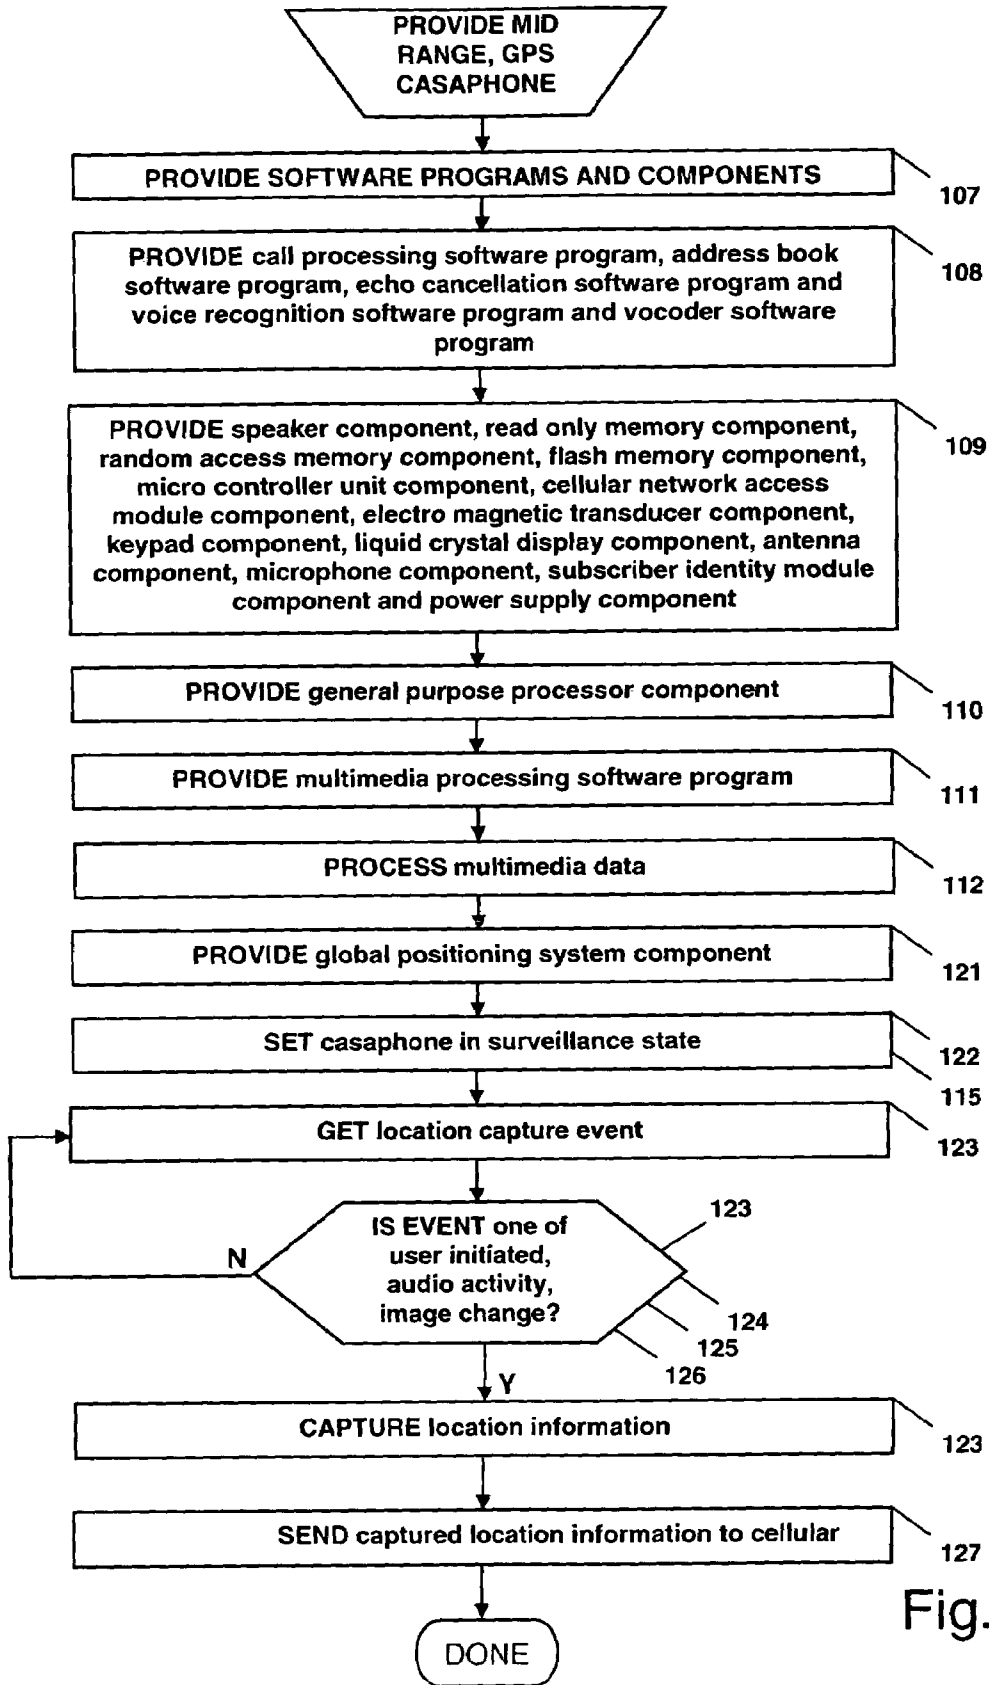 PROVIDE MID
RANGE, GPS
CASAPHONE
PROVIDE SOFTWARE PROGRAMS AND COMPONENTS
107
PROVIDE call processing software program, address book
software program, echo cancellation software program and
voice recognition software program and vocoder software
program
108
PROVIDE speaker component, read only memory component,
random access memory component, flash memory component,
micro controller unit component, cellular network access
module component, electro magnetic transducer component,
keypad component, liquid crystal display component, antenna
component, microphone component, subscriber identity module
component and power supply component
109
PROVIDE general purpose processor component
110
PROVIDE multimedia processing software program
111
PROCESS multimedia data
112
PROVIDE global positioning system component
121
SET casaphone in surveillance state
122
115
GET location capture event
123
IS EVENT one of
user initiated,
audio activity,
image change?
123
124
125
126
N
Y
CAPTURE location information
123
SEND captured location information to cellular
127
Fig.
DONE